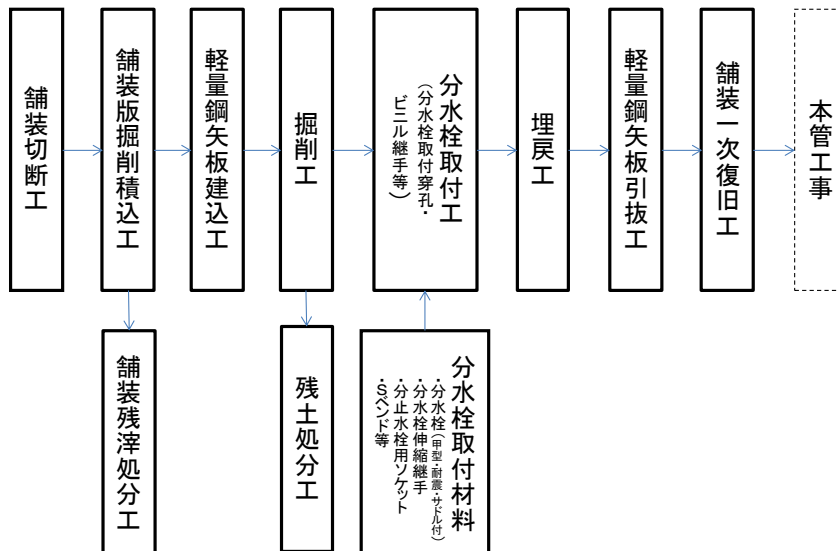 舗装切断工
舗装版掘削積込工
軽量鋼矢板建込工
掘削工
分水栓取付工
(分水栓取付穿孔・
ビニル継手等)
埋戻工
軽量鋼矢板引抜工
舗装一次復旧工
本管工事
舗装残滓処分工
残土処分工
分水栓取付材料
・分水栓(甲型・耐震・サドル付)
・分水栓伸縮継手
・分止水栓用ソケット
・Sベンド等